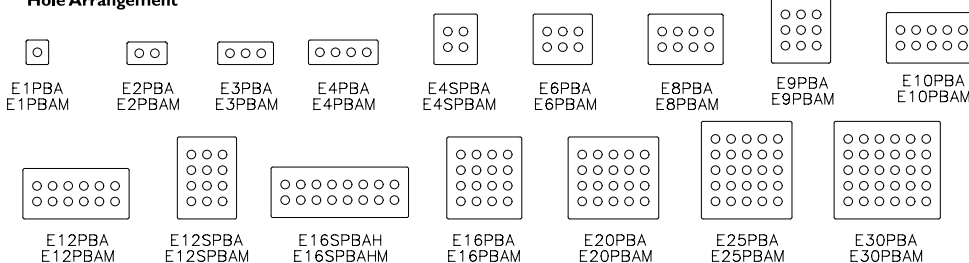 Hole Arrangement
E1PBA E2PBA E3PBA E4PBA E4SPBA E6PBA E8PBA E9PBA E10PBA
E1PBAM E2PBAM E3PBAM E4PBAM E4SPBAM E6PBAM E8PBAM E9PBAM E10PBAM
E12PBA E12SPBA E16SPBAH E16PBA E20PBA E25PBA E30PBA
E12PBAM E12SPBAM E16SPBAHM E16PBAM E20PBAM E25PBAM E30PBAM